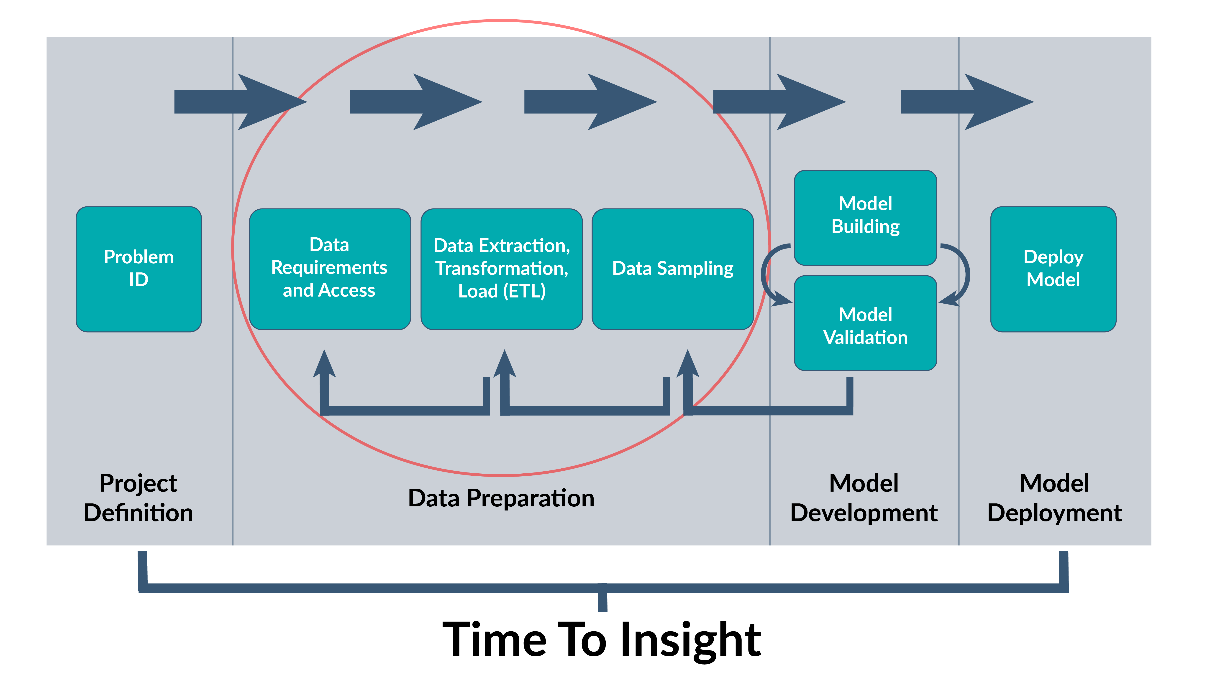 Problem
ID
Data
Requirements
and Access
Data Extraction,
Transformation,
Load (ETL)
Data Sampling
Model
Building
Model
Validation
Deploy
Model
Project
Definition
Data Preparation
Model
Development
Model
Deployment
Time To Insight